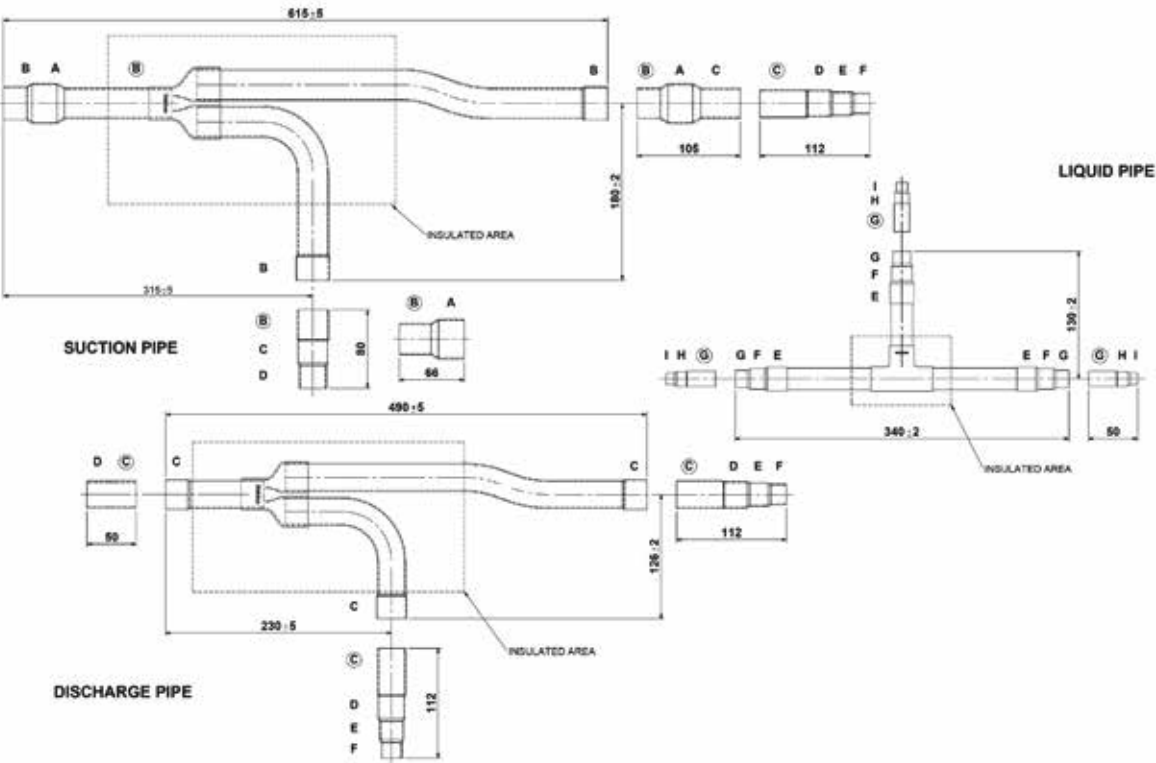 615±5
B A Ⓑ B Ⓑ A C Ⓒ D E F
105 112
LIQUID PIPE
180±2
I
H
Ⓖ
INSULATED AREA
G
F
E
130±2
B
315±5
Ⓑ
C
D
80
Ⓑ A
66
SUCTION PIPE
I H Ⓖ G F E E F G Ⓖ H I
340±2 50
INSULATED AREA
490±5
D Ⓒ C C Ⓒ D E F
50 112
126±2
C
230±5
INSULATED AREA
Ⓒ
D
E
F
112
DISCHARGE PIPE